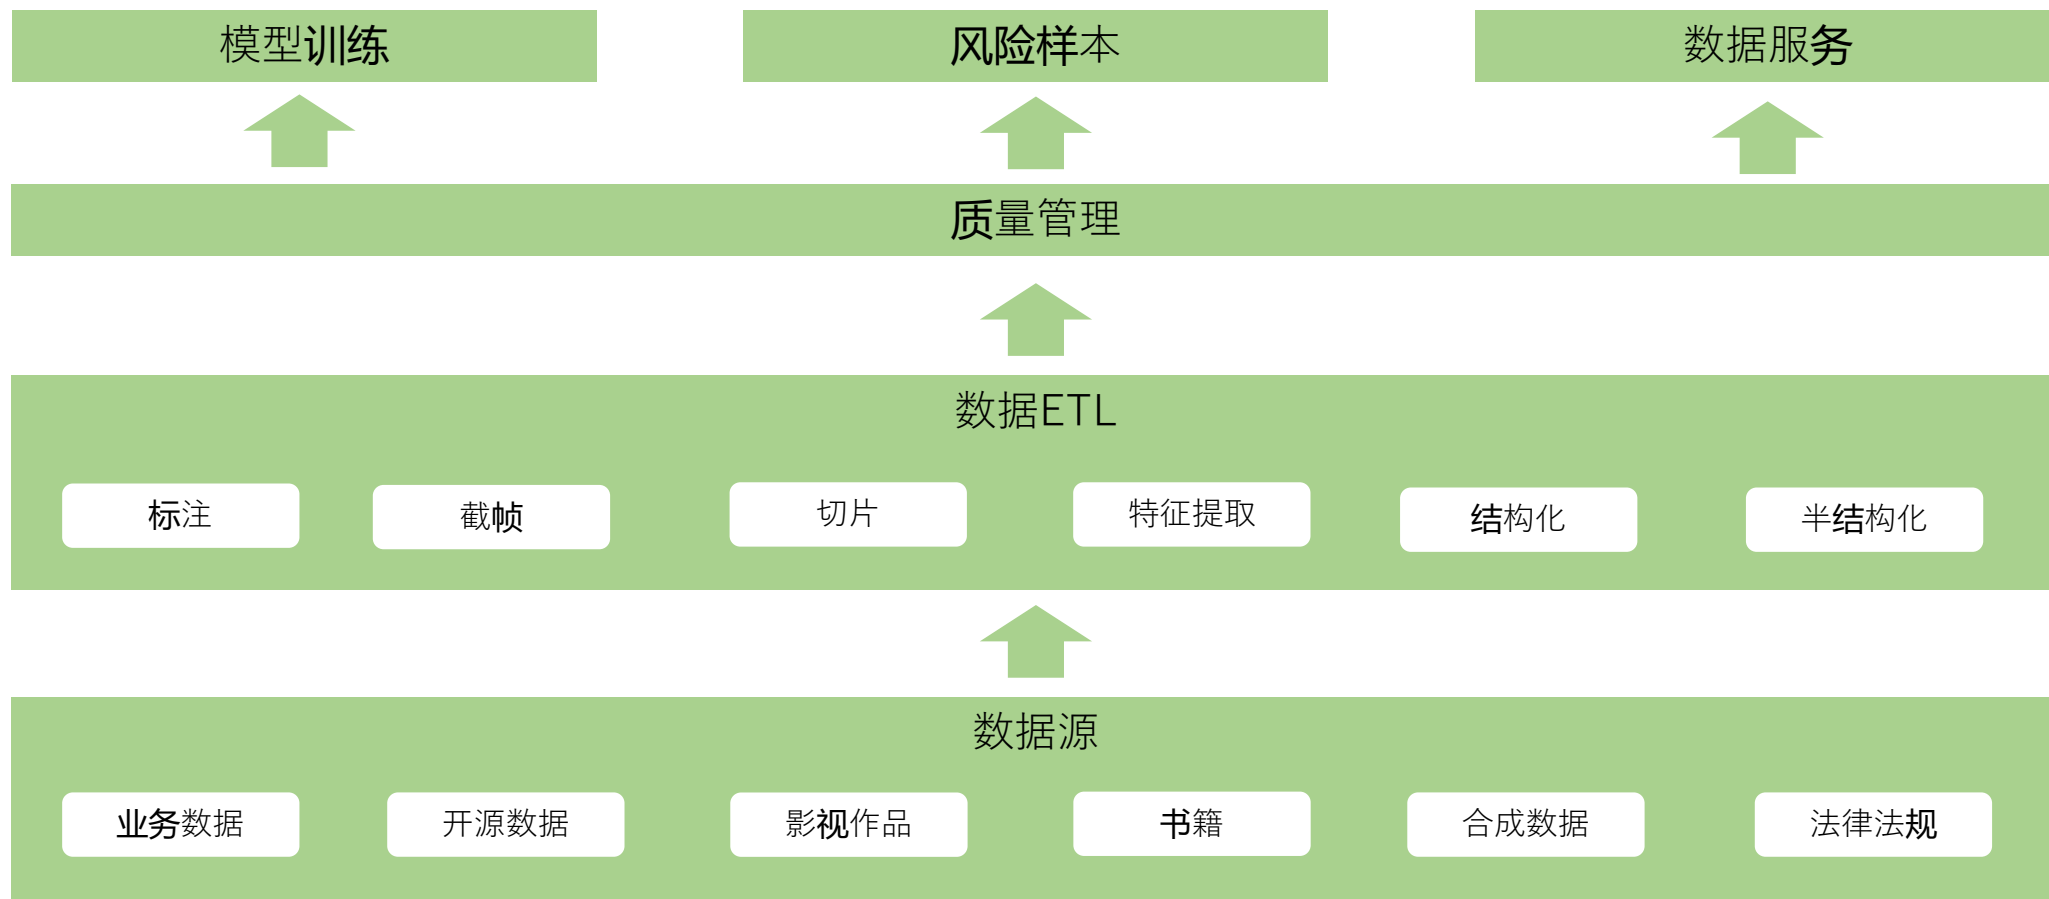 模型训练
风险样本
数据服务
质量管理
数据ETL
标注
截帧
切片
特征提取
结构化
半结构化
数据源
业务数据
开源数据
影视作品
书籍
合成数据
法律法规